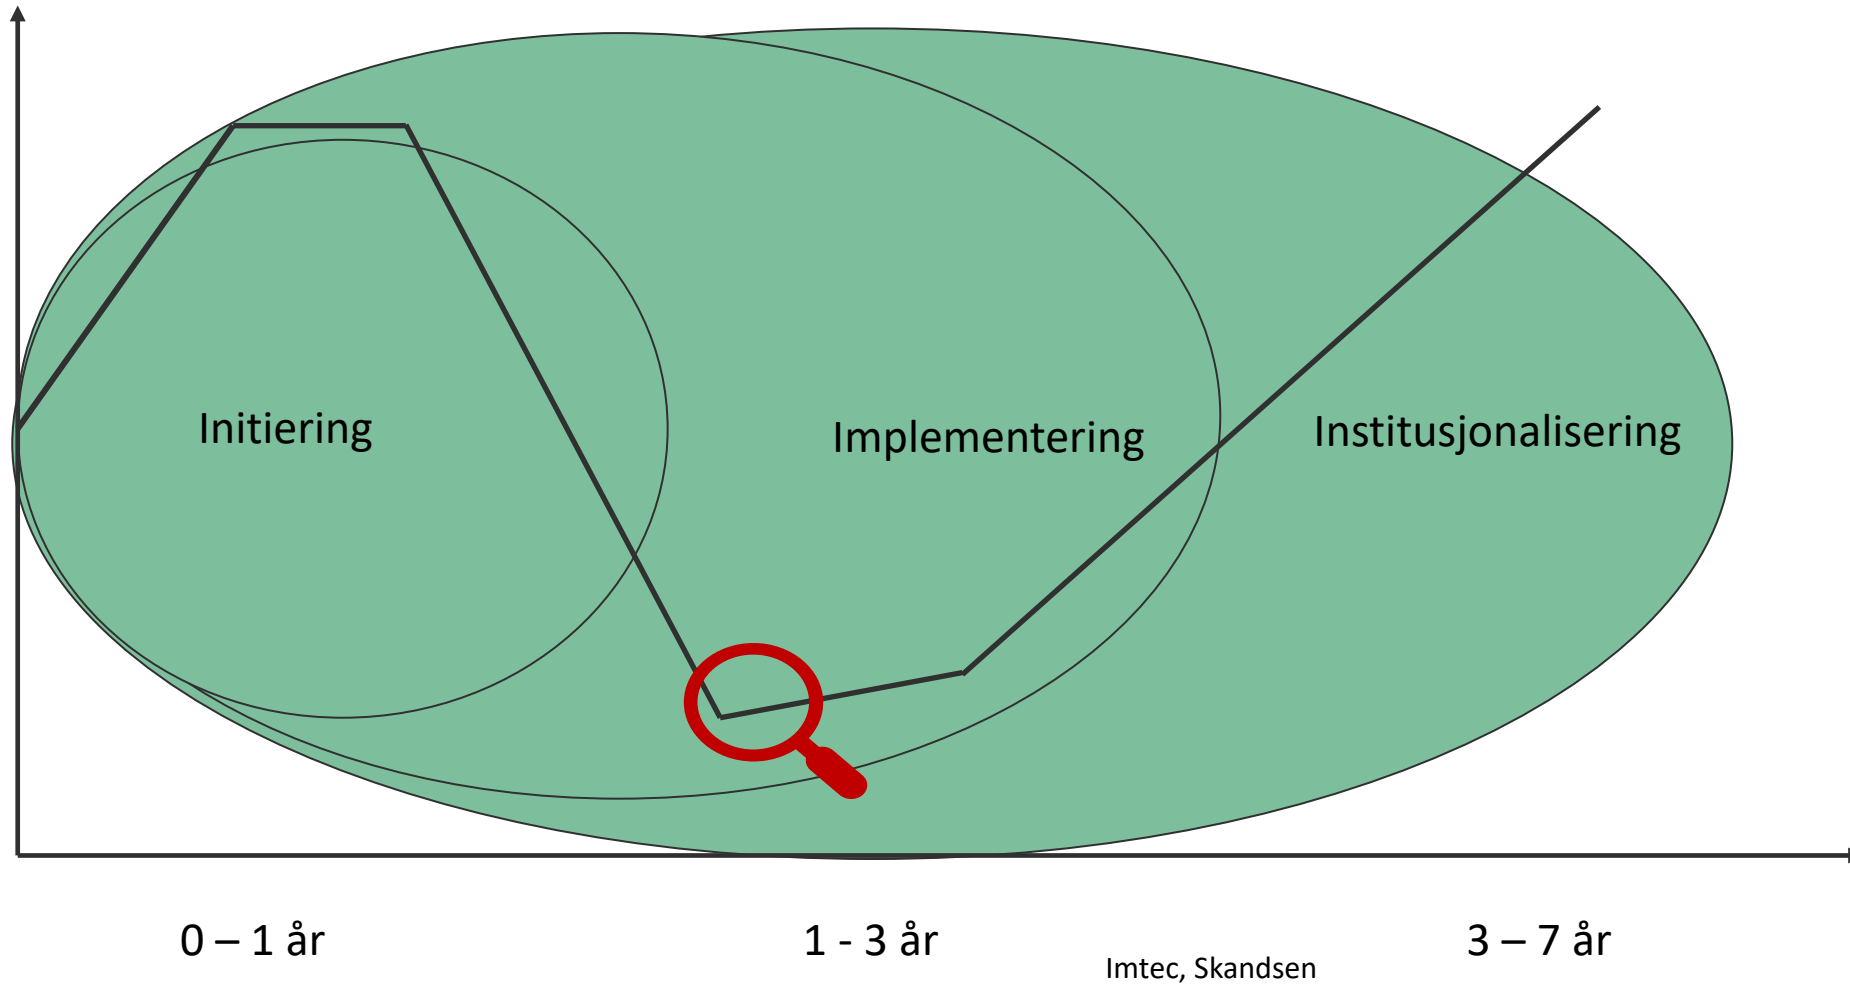 Initiering
Implementering
Institusjonalisering
0 – 1 år
1 - 3 år
3 – 7 år
Imtec, Skandsen